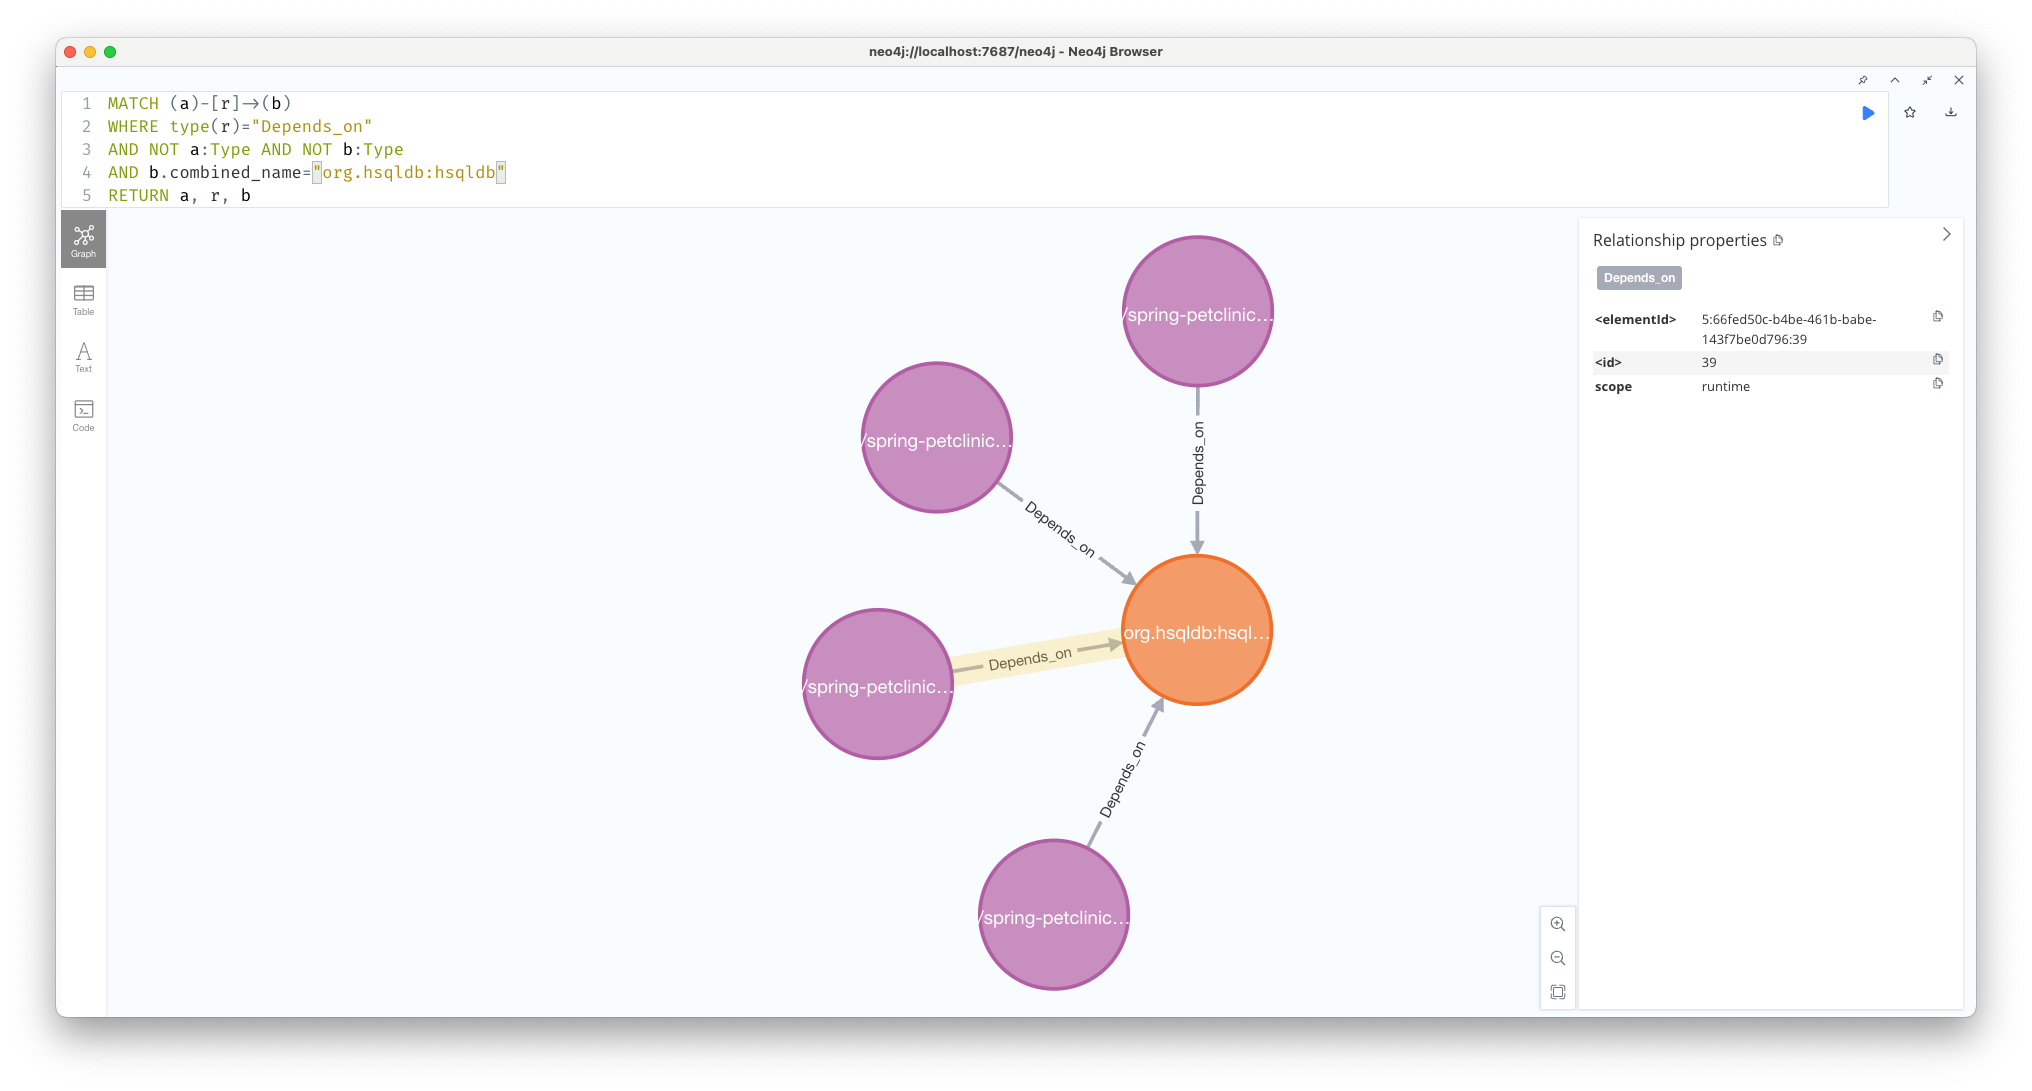 neo4j://localhost:7687/neo4j - Neo4j Browser
1 MATCH (a)-[r]->(b)
2 WHERE type(r)="Depends_on"
3 AND NOT a:Type AND NOT b:Type
4 AND b.combined_name="org.hsqldb:hsqldb"
5 RETURN a, r, b
Graph
Table
Text
Code
/spring-petclinic...
/spring-petclinic...
/spring-petclinic...
/spring-petclinic...
org.hsqldb:hsql...
Depends_on
Depends_on
Depends_on
Depends_on
Relationship properties
Depends_on
<elementId> 5:66fed50c-b4be-461b-babe-
143f7be0d796:39
<id> 39
scope runtime